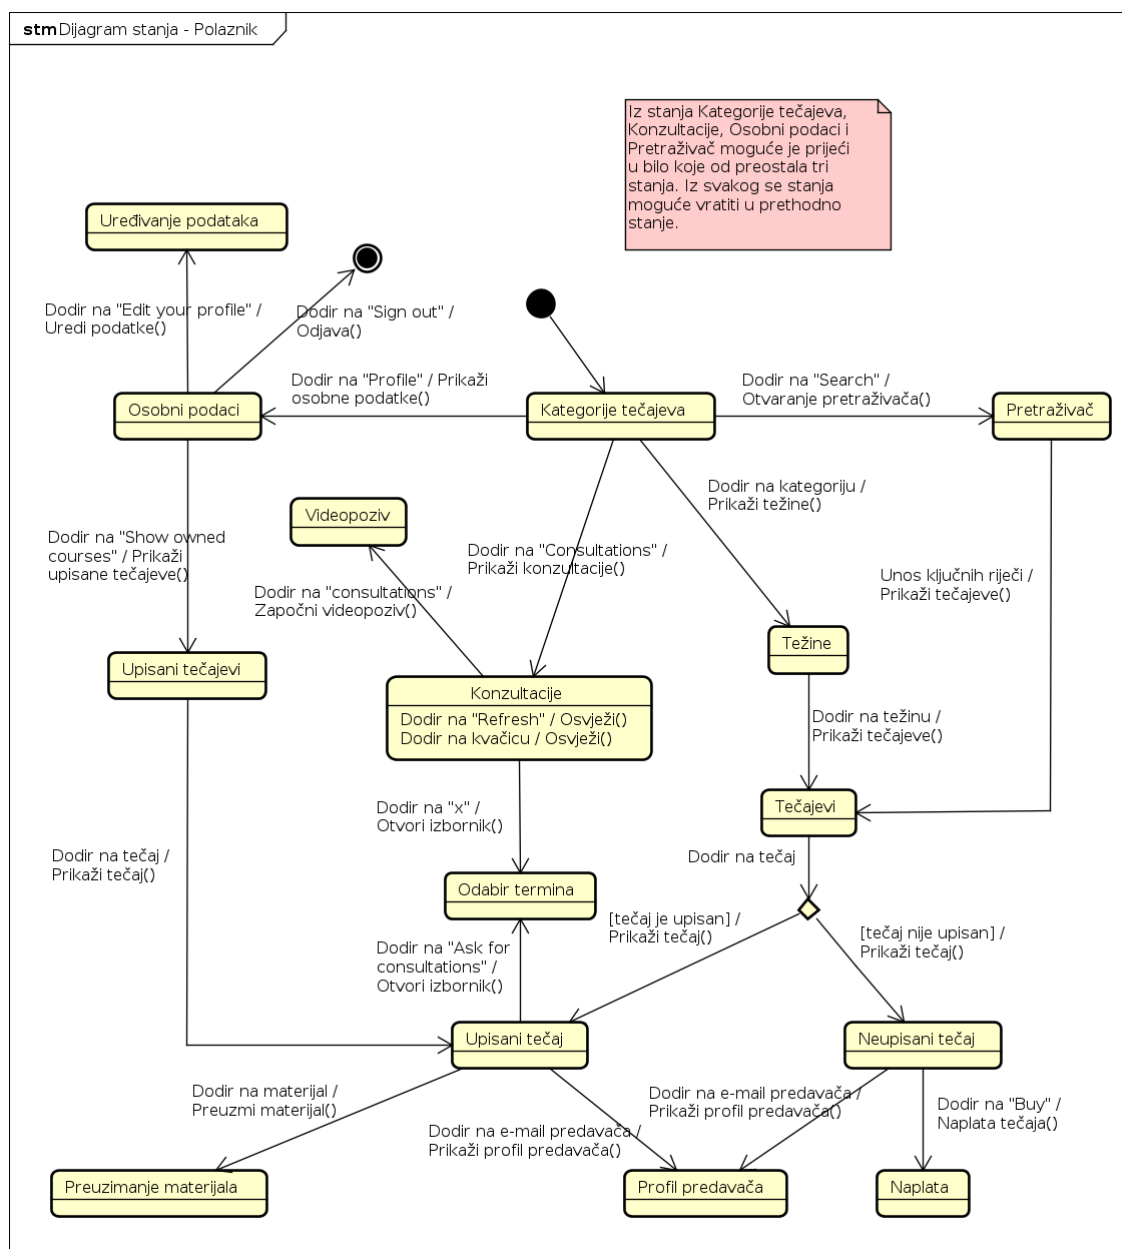 stm Dijagram stanja - Polaznik
Iz stanja Kategorije tečajeva,
Konzultacije, Osobni podaci i
Pretraživač moguće je prijeći
u bilo koje od preostala tri
stanja. Iz svakog se stanja
moguće vratiti u prethodno
stanje.
Uređivanje podataka
Dodir na "Edit your profile" /
Uredi podatke()
Dodir na "Sign out" /
Odjava()
Dodir na "Profile" / Prikaži
osobne podatke()
Dodir na "Search" /
Otvaranje pretraživača()
Osobni podaci
Kategorije tečajeva
Pretraživač
Dodir na kategoriju /
Prikaži težine()
Videopoziv
Dodir na "Show owned
courses" / Prikaži
upisane tečajeve()
Dodir na "Consultations" /
Prikaži konzultacije()
Dodir na "consultations" /
Započni videopoziv()
Unos ključnih riječi /
Prikaži tečajeve()
Težine
Upisani tečajevi
Konzultacije
Dodir na "Refresh" / Osvježi()
Dodir na kvačicu / Osvježi()
Dodir na težinu /
Prikaži tečajeve()
Dodir na "x" /
Otvori izbornik()
Tečajevi
Dodir na tečaj /
Prikaži tečaj()
Dodir na tečaj
Odabir termina
[tečaj je upisan] /
Prikaži tečaj()
[tečaj nije upisan] /
Prikaži tečaj()
Dodir na "Ask for
consultations" /
Otvori izbornik()
Upisani tečaj
Neupisani tečaj
Dodir na materijal /
Preuzmi materijal()
Dodir na e-mail predavača /
Prikaži profil predavača()
Dodir na e-mail predavača /
Prikaži profil predavača()
Dodir na "Buy" /
Naplata tečaja()
Preuzimanje materijala
Profil predavača
Naplata